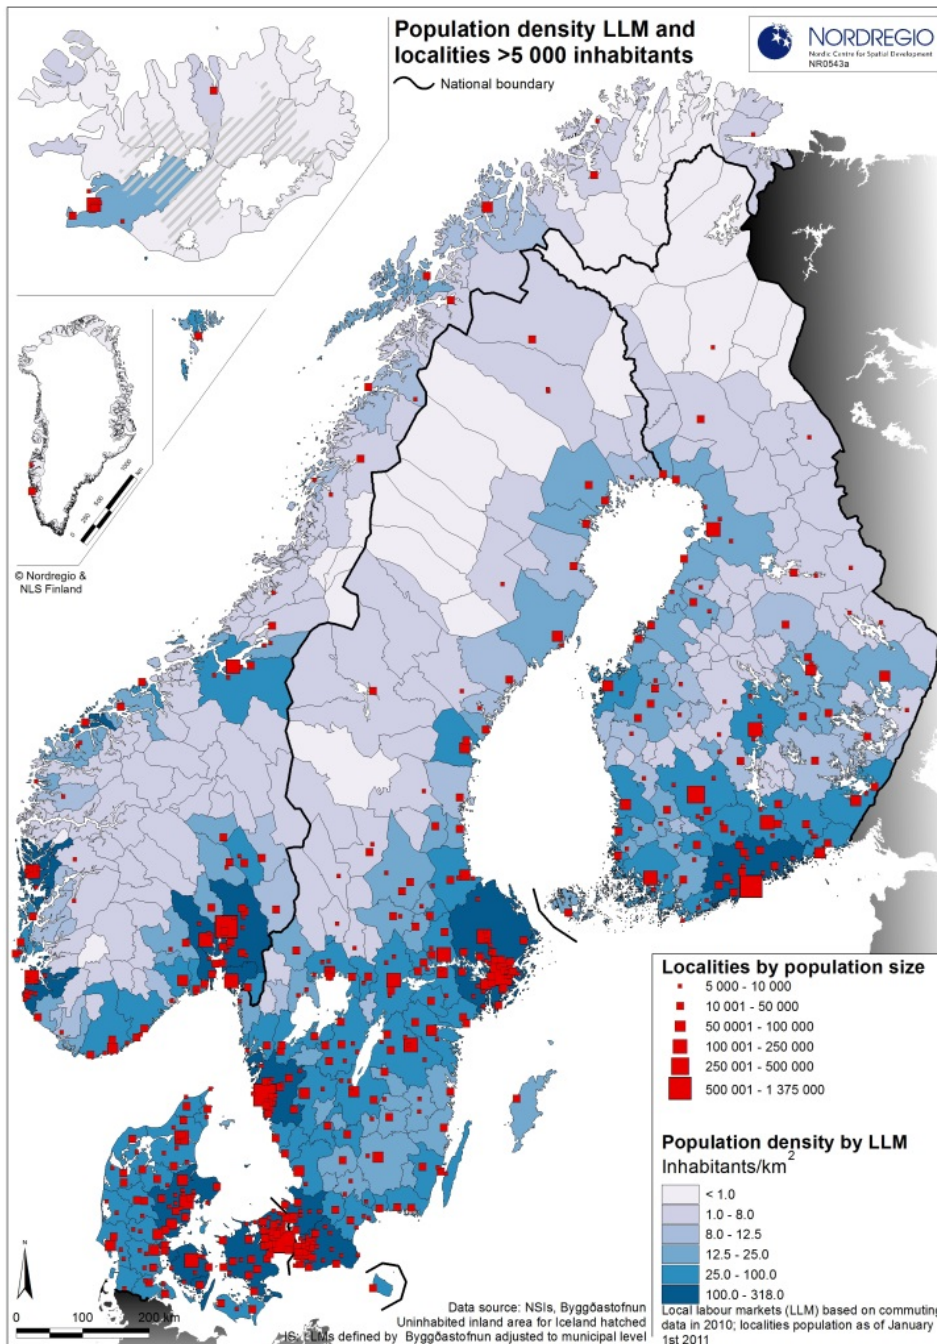 Population density LLM and
localities >5 000 inhabitants
National boundary
NORDREGIO
Nordic Centre for Spatial Development
NR0543a
0
250
500
1000
km
© Nordregio &
NLS Finland
Localities by population size
5 000 - 10 000
10 001 - 50 000
50 0001 - 100 000
100 001 - 250 000
250 001 - 500 000
500 001 - 1 375 000
Population density by LLM
Inhabitants/km²
< 1.0
1.0 - 8.0
8.0 - 12.5
12.5 - 25.0
25.0 - 100.0
100.0 - 318.0
N
0 100 200 km
Data source: NSIs, Byggðastofnun
Uninhabited inland area for Iceland hatched
IS: LLMs defined by Byggðastofnun adjusted to municipal level
Local labour markets (LLM) based on commuting
data in 2010; localities population as of January
1st 2011